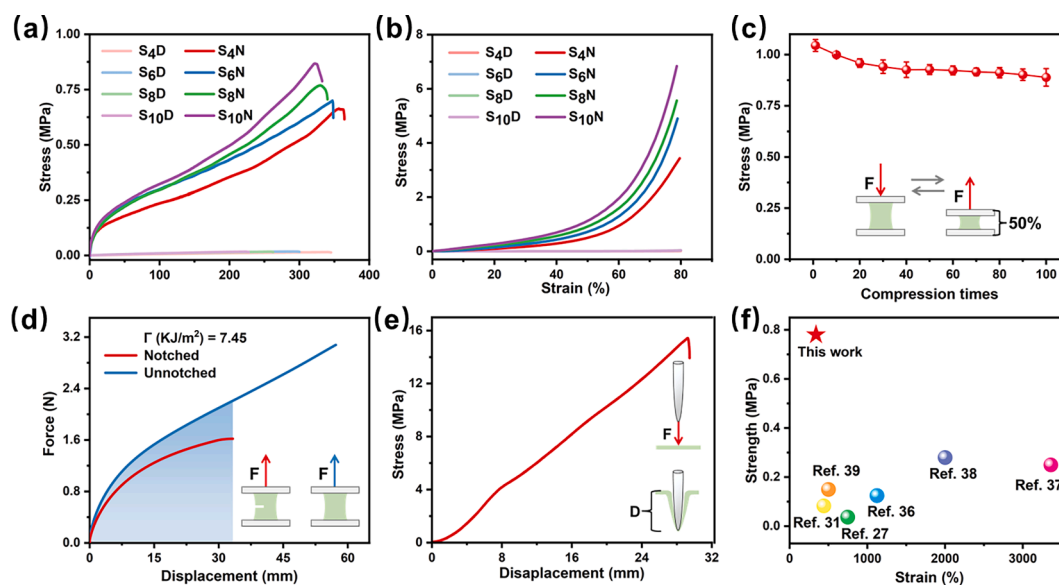 (a)
1.00
0.75
0.50
0.25
0.00
Stress (MPa)
S4D S4N
S6D S6N
S8D S8N
S10D S10N
0 100 200 300 400
(b)
8
6
4
2
0
Stress (MPa)
S4D S4N
S6D S6N
S8D S8N
S10D S10N
0 20 40 60 80
Strain (%)
(c)
1.00
0.75
0.50
0.25
0.00
Stress (MPa)
F F
50%
0 20 40 60 80 100
Compression times
(d)
3.2
2.4
1.6
0.8
0.0
Force (N)
Γ (KJ/m²) = 7.45
Notched
Unnotched
F F
0 15 30 45 60
Displacement (mm)
(e)
16
12
8
4
0
Stress (MPa)
F
D
0 8 16 24 32
Disaplacement (mm)
(f)
0.8
0.6
0.4
0.2
0.0
Strength (MPa)
This work
Ref. 39
Ref. 31
Ref. 27
Ref. 36
Ref. 38
Ref. 37
0 1000 2000 3000
Strain (%)